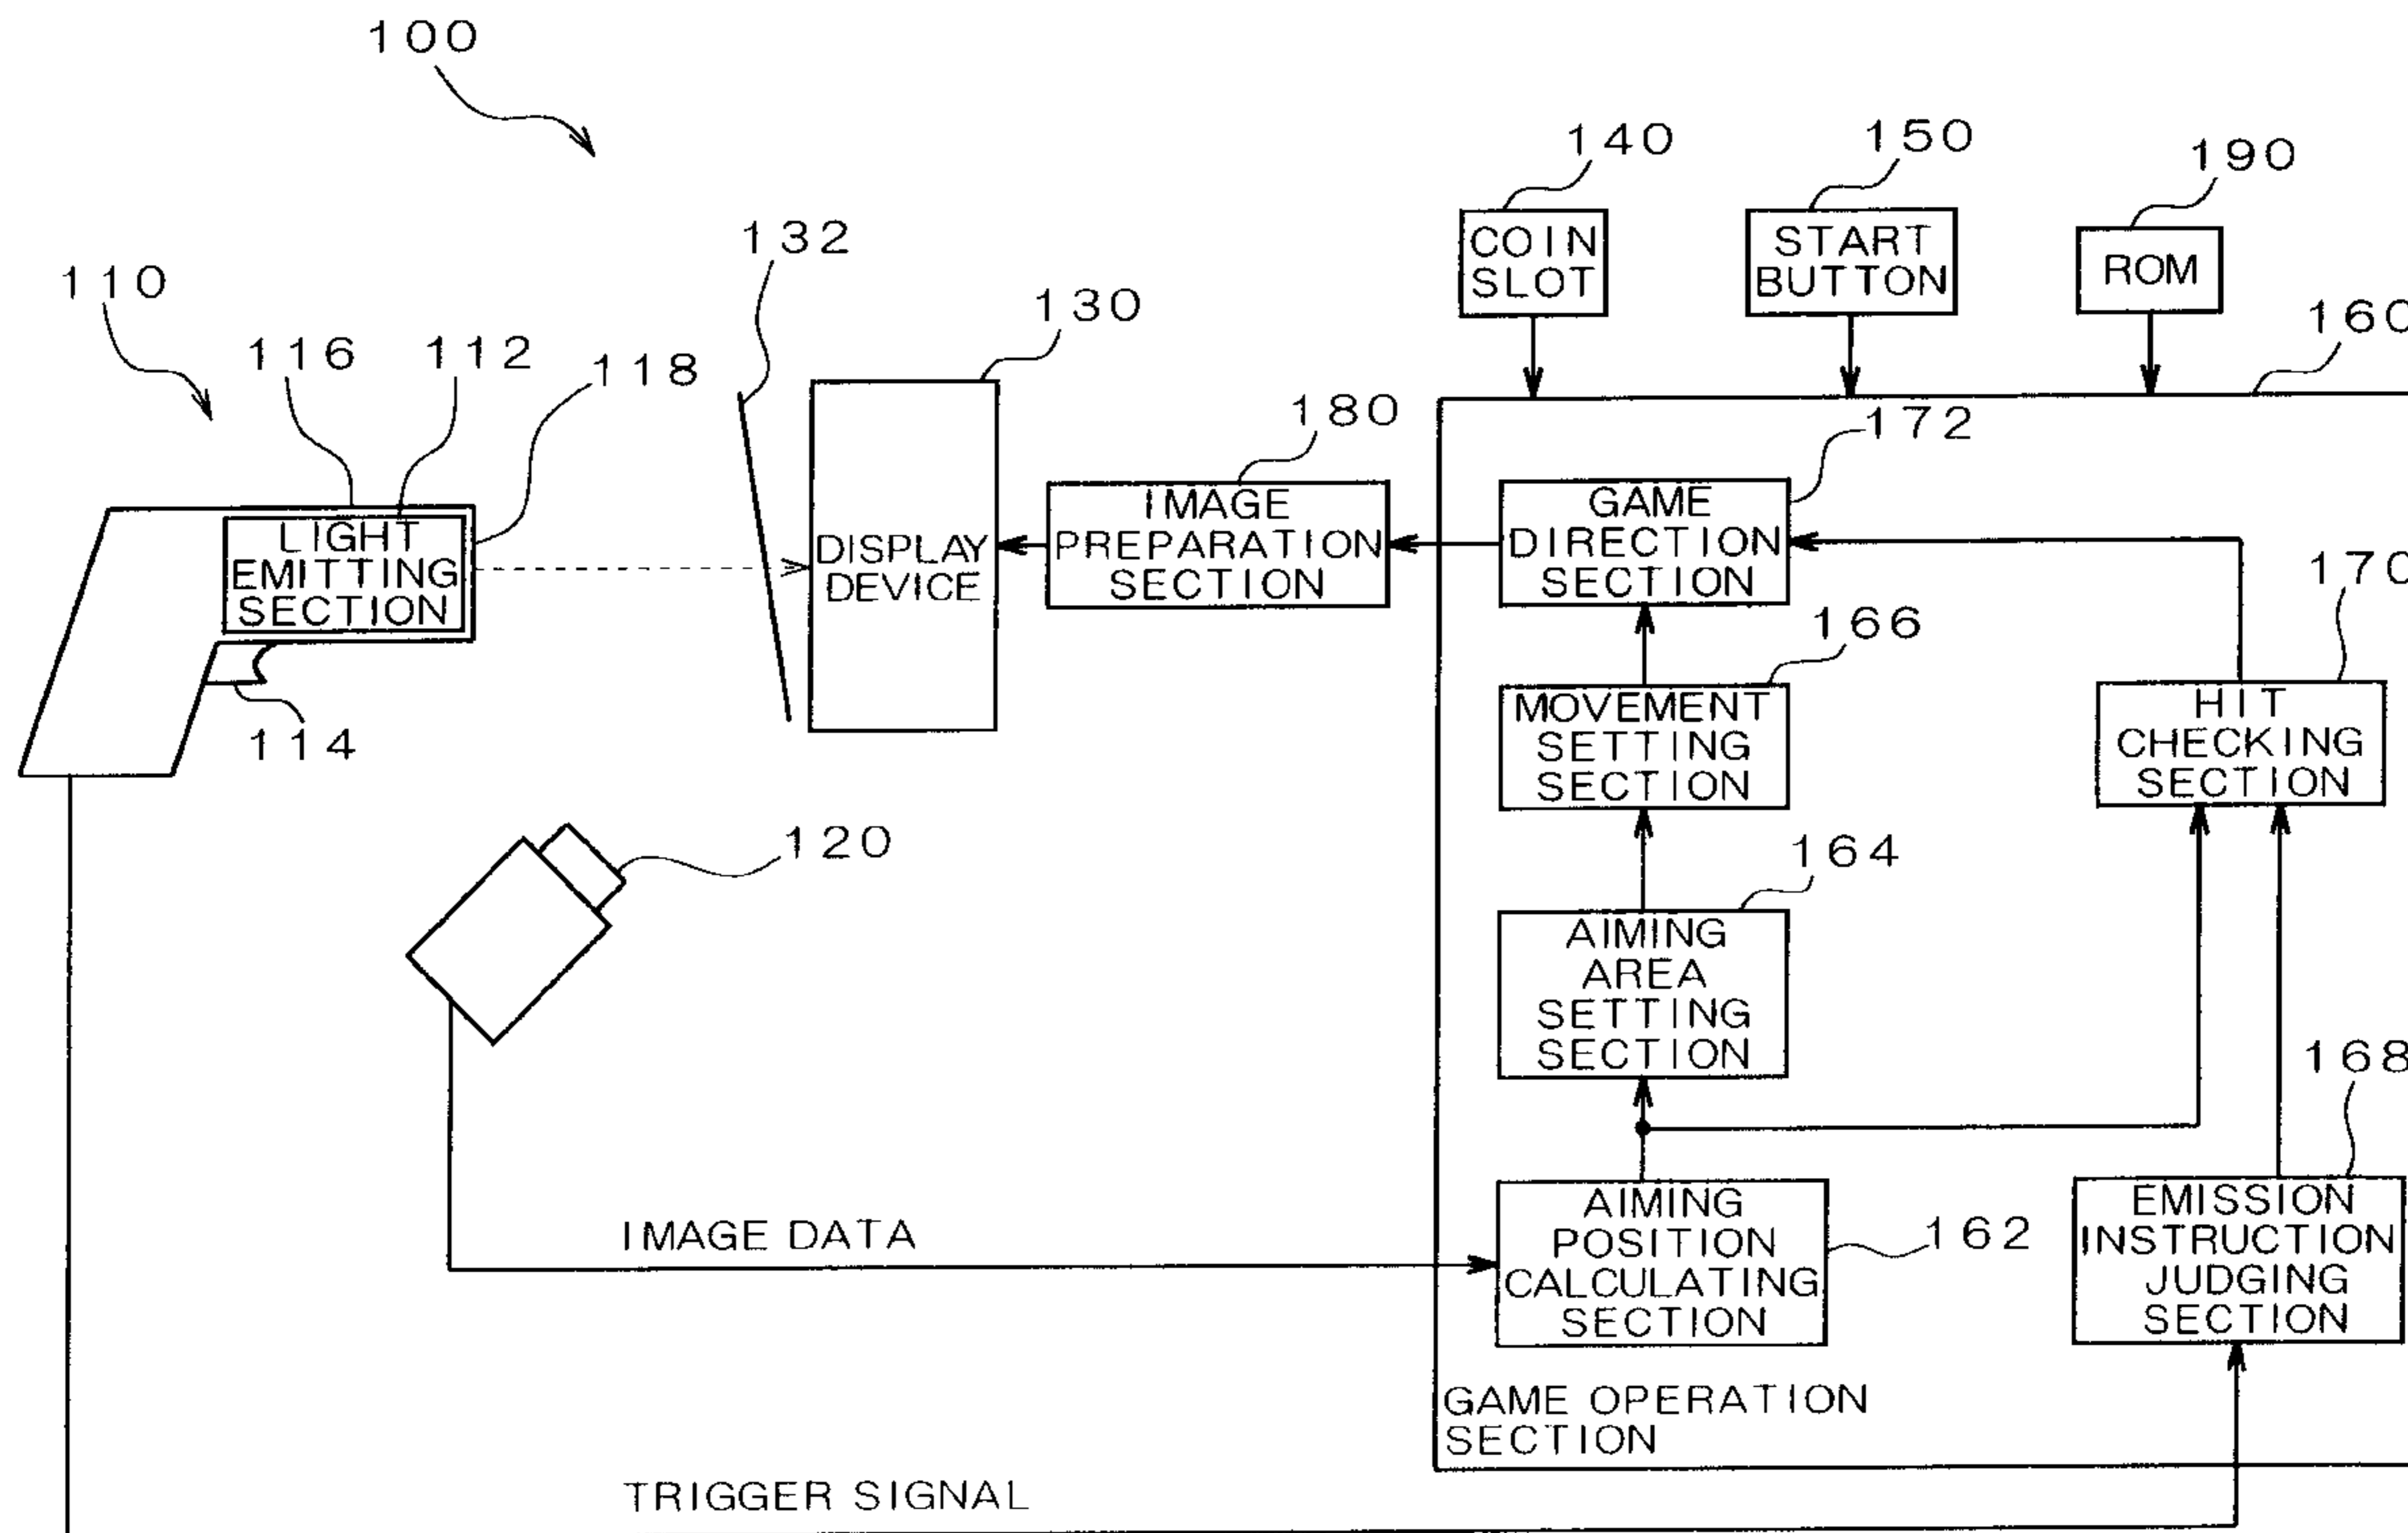 100
140
150
190
132
COIN
SLOT
START
BUTTON
ROM
110
130
160
116
112
118
180
172
LIGHT
EMITTING
SECTION
DISPLAY
DEVICE
IMAGE
PREPARATION
SECTION
GAME
DIRECTION
SECTION
170
166
114
MOVEMENT
SETTING
SECTION
HIT
CHECKING
SECTION
120
164
AIMING
AREA
SETTING
SECTION
168
IMAGE DATA
AIMING
POSITION
CALCULATING
SECTION
162
EMISSION
INSTRUCTION
JUDGING
SECTION
GAME OPERATION
SECTION
TRIGGER SIGNAL